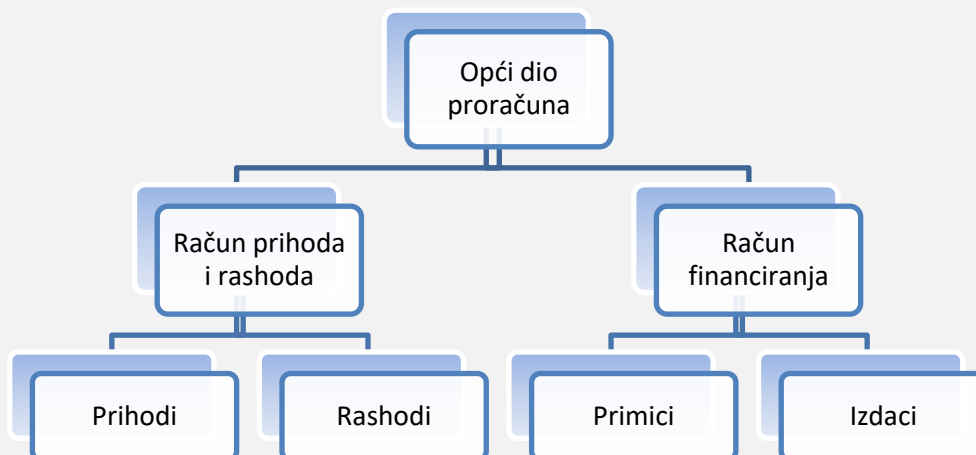 Opći dio
proračuna
Račun prihoda
i rashoda
Račun
financiranja
Prihodi
Rashodi
Primici
Izdaci